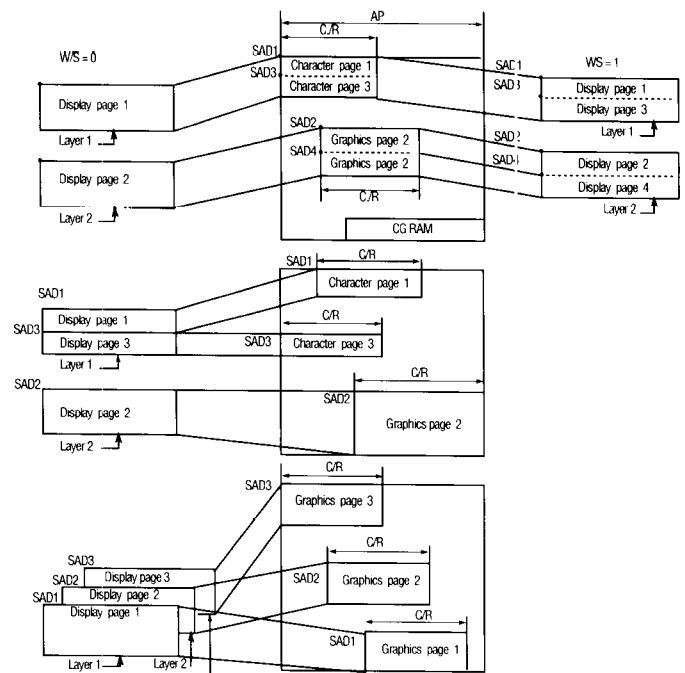 AP
C./R
W/S = 0
SAD1
Character page 1
SAD3
Character page 3
Display page 1
Layer 1
SAD1
WS = 1
SAD3
Display page 1
Display page 3
Layer 1
SAD2
Graphics page 2
SAD4
Graphics page 2
C./R
Display page 2
Layer 2
SAD2
Display page 2
Display page 4
Layer 2
CG RAM
C/R
SAD1
Character page 1
SAD1
Display page 1
C/R
SAD3
Display page 3
SAD3
Character page 3
Layer 1
C/R
SAD2
Display page 2
SAD2
Graphics page 2
Layer 2
C/R
SAD3
Graphics page 3
C/R
SAD3
Display page 3
SAD2
Display page 2
SAD2
Graphics page 2
SAD1
Display page 1
C/R
SAD1
Graphics page 1
Layer 1
Layer 2